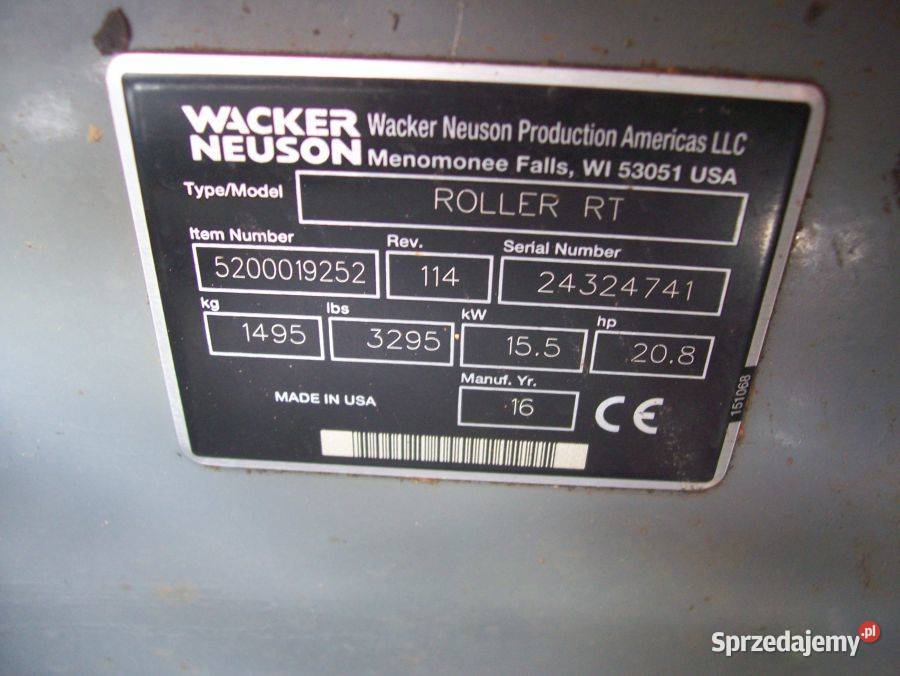 WACKER
NEUSON
Wacker Neuson Production Americas LLC
Menomonee Falls, WI 53051 USA
Type/Model
ROLLER RT
Item Number Rev. Serial Number
5200019252 114 24324741
kg lbs kW hp
1495 3295 15.5 20.8
Manuf. Yr.
MADE IN USA 16 CE
151068
Sprzedajemy.pl